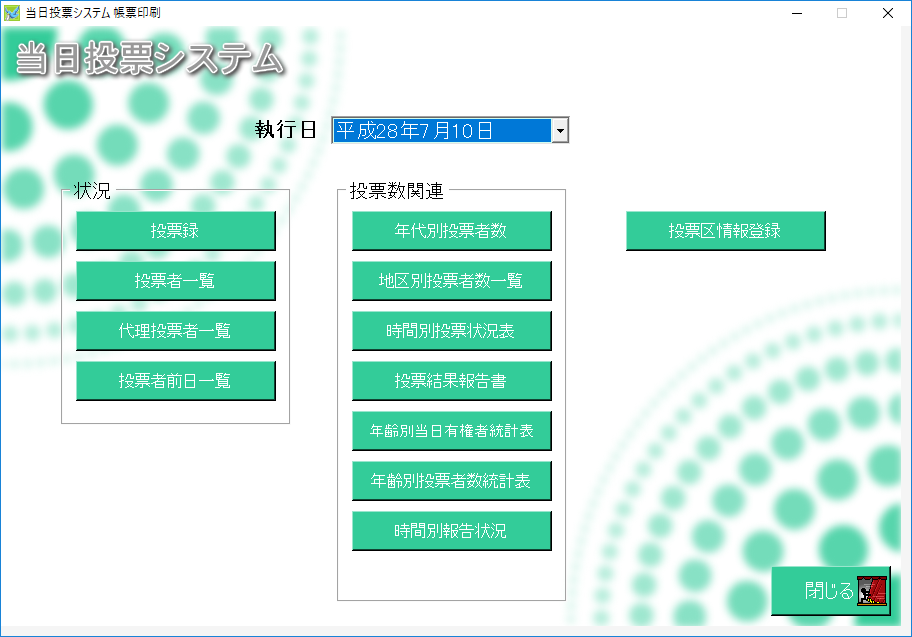 当日投票システム 帳票印刷
当日投票システム
執行日 平成28年7月10日
状況
投票録
投票者一覧
代理投票者一覧
投票者前日一覧
投票数関連
年代別投票者数
地区別投票者数一覧
時間別投票状況表
投票結果報告書
年齢別当日有権者統計表
年齢別投票者数統計表
時間別報告状況
投票区情報登録
閉じる